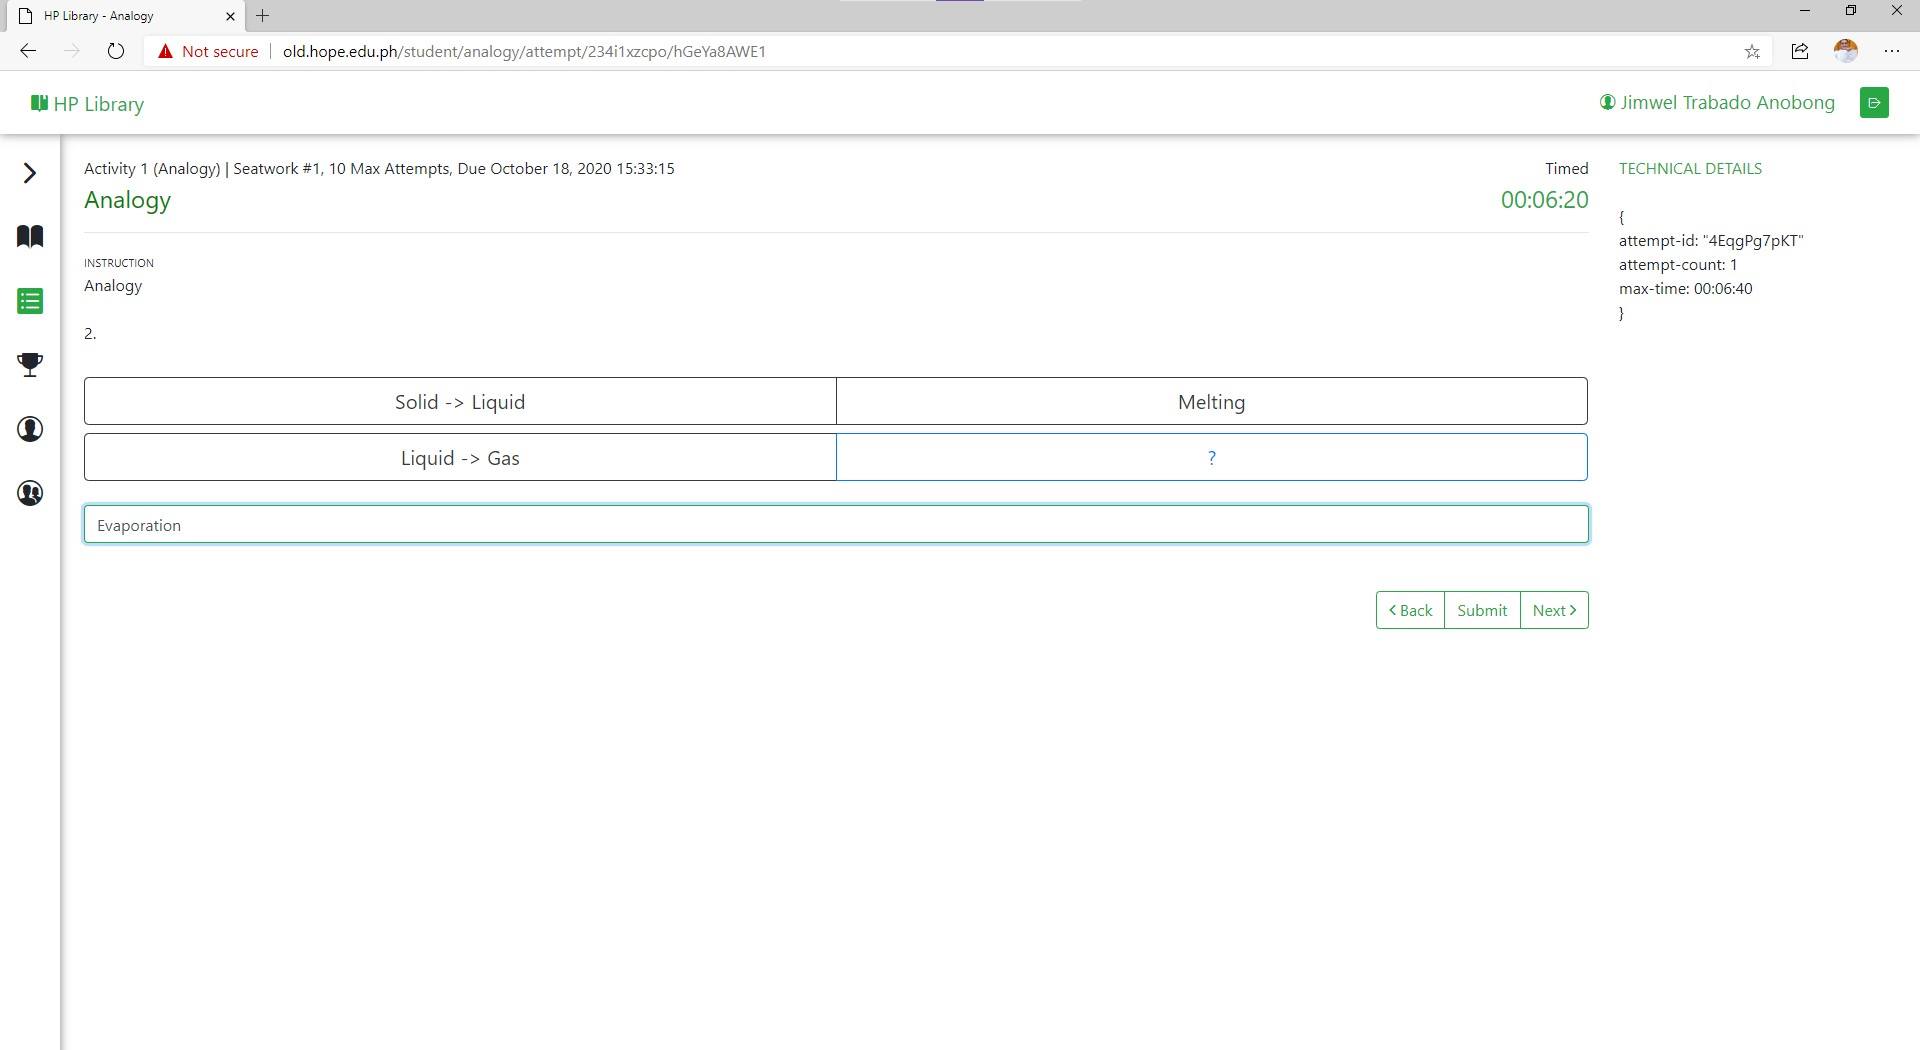 HP Library - Analogy
Not secure
old.hope.edu.ph/student/analogy/attempt/234i1xzcpo/hGeYa8AWE1
HP Library
Jimwel Trabado Anobong
Activity 1 (Analogy) | Seatwork #1, 10 Max Attempts, Due October 18, 2020 15:33:15
Timed
Analogy
00:06:20
INSTRUCTION
Analogy
2.
Solid -> Liquid
Melting
Liquid -> Gas
?
Evaporation
Back
Submit
Next
TECHNICAL DETAILS
{
attempt-id: "4EqgPg7pKT"
attempt-count: 1
max-time: 00:06:40
}